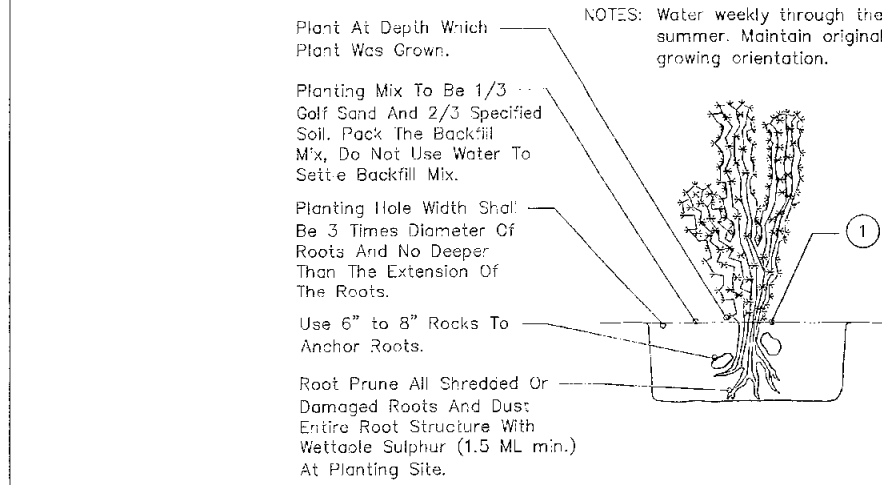 Plant At Depth Which
Plant Was Grown.
NOTES: Water weekly through the
summer. Maintain original
growing orientation.
Planting Mix To Be 1/3
Golf Sand And 2/3 Specified
Soil. Pack The Backfill
Mix, Do Not Use Water To
Settle Backfill Mix.
Planting Hole Width Shall
Be 3 Times Diameter Of
Roots And No Deeper
Than The Extension Of
The Roots.
Use 6" to 8" Rocks To
Anchor Roots.
Root Prune All Shredded Or
Damaged Roots And Dust
Entire Root Structure With
Wettable Sulphur (1.5 ML min.)
At Planting Site.
1